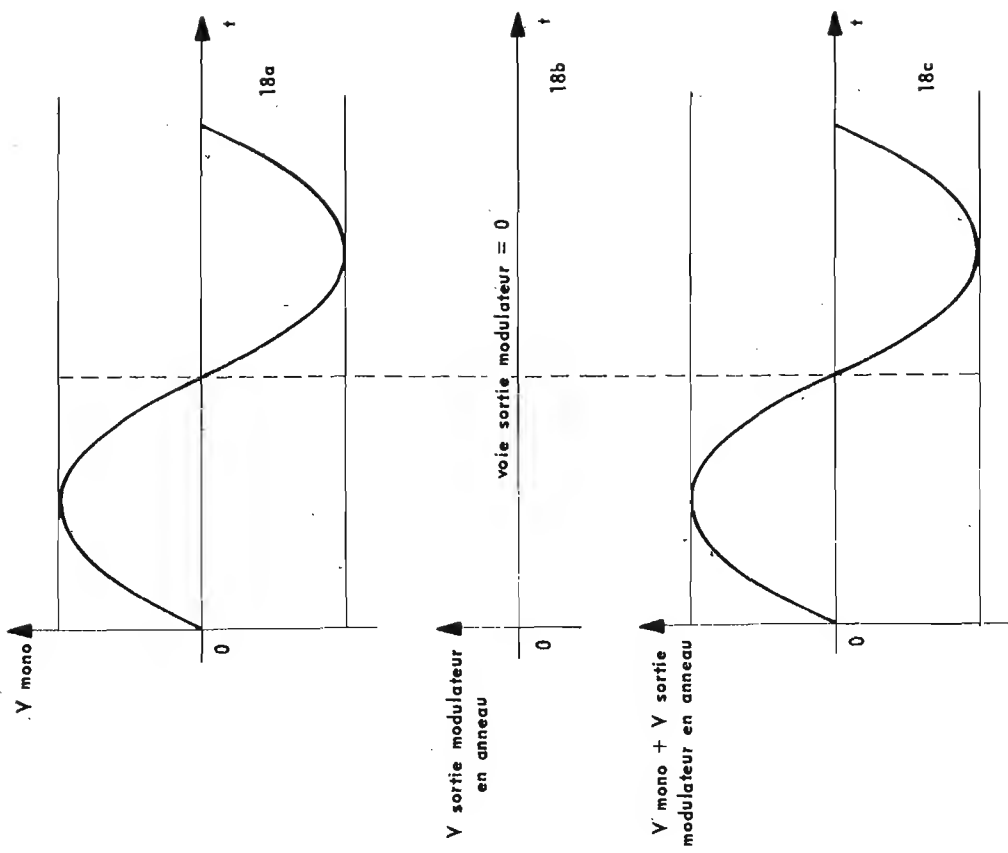 V mono
t
18a
0
V sortie modulateur
en anneau
voie sortie modulateur = 0
t
18b
0
V mono + V sortie
modulateur en anneau
t
18c
0